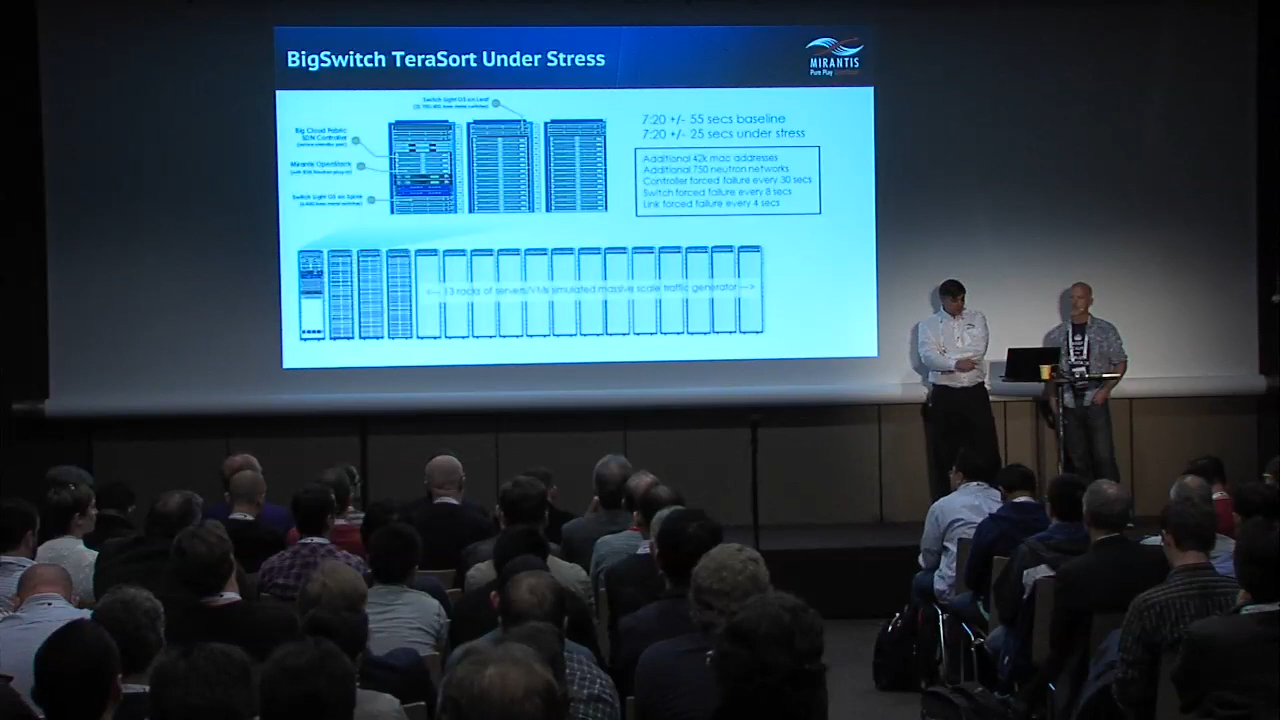 BigSwitch TeraSort Under Stress
MIRANTIS
Pure Play
Switch Light OS on Leaf
Big Cloud Fabric
SDN Controller
Mirantis OpenStack
Switch Light OS on Spine
7:20 +/- 55 secs baseline
7:20 +/- 25 secs under stress
Additional 42k mac addresses
Additional 750 neutron networks
Controller forced failure every 30 secs
Switch forced failure every 8 secs
Link forced failure every 4 secs
<-- 13 racks of servers/VMs simulated massive scale traffic generator -->